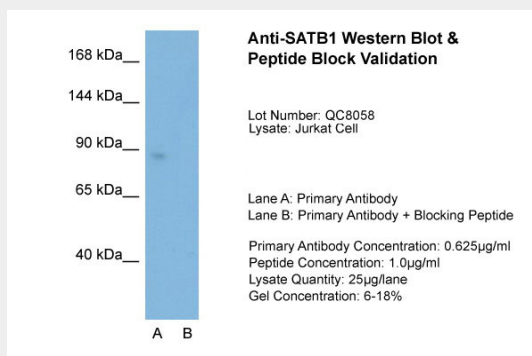 Anti-SATB1 Western Blot &
Peptide Block Validation
168 kDa
144 kDa
90 kDa
65 kDa
40 kDa
A B
Lot Number: QC8058
Lysate: Jurkat Cell
Lane A: Primary Antibody
Lane B: Primary Antibody + Blocking Peptide
Primary Antibody Concentration: 0.625µg/ml
Peptide Concentration: 1.0µg/ml
Lysate Quantity: 25µg/lane
Gel Concentration: 6-18%